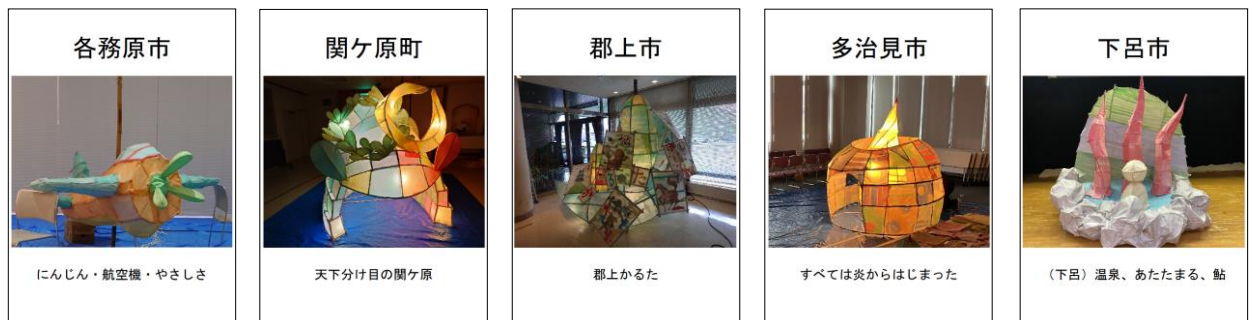 各務原市
にんじん・航空機・やさしさ
関ケ原町
天下分け目の関ケ原
郡上市
郡上かるた
多治見市
すべては炎からはじまった
下呂市
（下呂）温泉、あたたまる、鮎